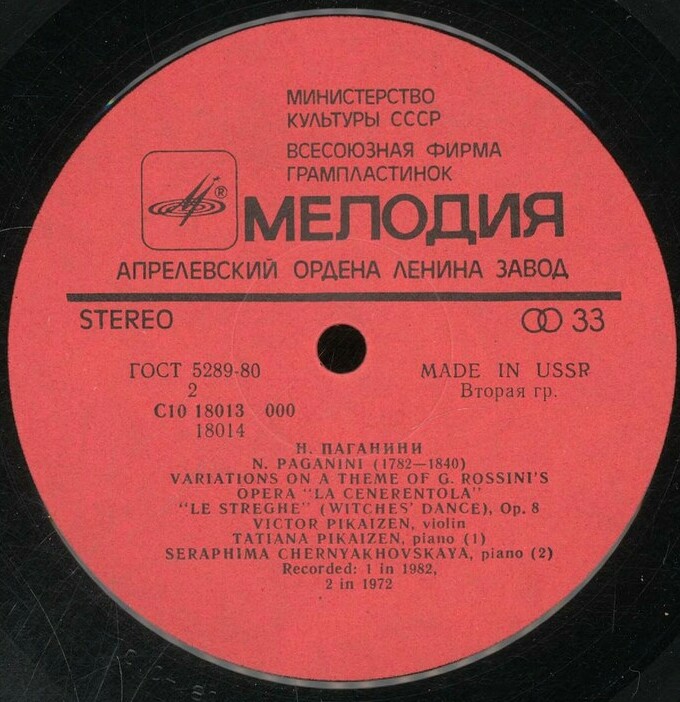 МИНИСТЕРСТВО
КУЛЬТУРЫ СССР
ВСЕСОЮЗНАЯ ФИРМА
ГРАМПЛАСТИНОК
®
МЕЛОДИЯ
АПРЕЛЕВСКИЙ ОРДЕНА ЛЕНИНА ЗАВОД
STEREO 33
ГОСТ 5289-80 MADE IN USSR
2 Вторая гр.
С10 18013 000
18014
Н. ПАГАНИНИ
N. PAGANINI (1782—1840)
VARIATIONS ON A THEME OF G. ROSSINI'S
OPERA "LA CENERENTOLA"
"LE STREGHE" (WITCHES' DANCE), Op. 8
VICTOR PIKAIZEN, violin
TATIANA PIKAIZEN, piano (1)
SERAPHIMA CHERNYAKHOVSKAYA, piano (2)
Recorded: 1 in 1982,
2 in 1972